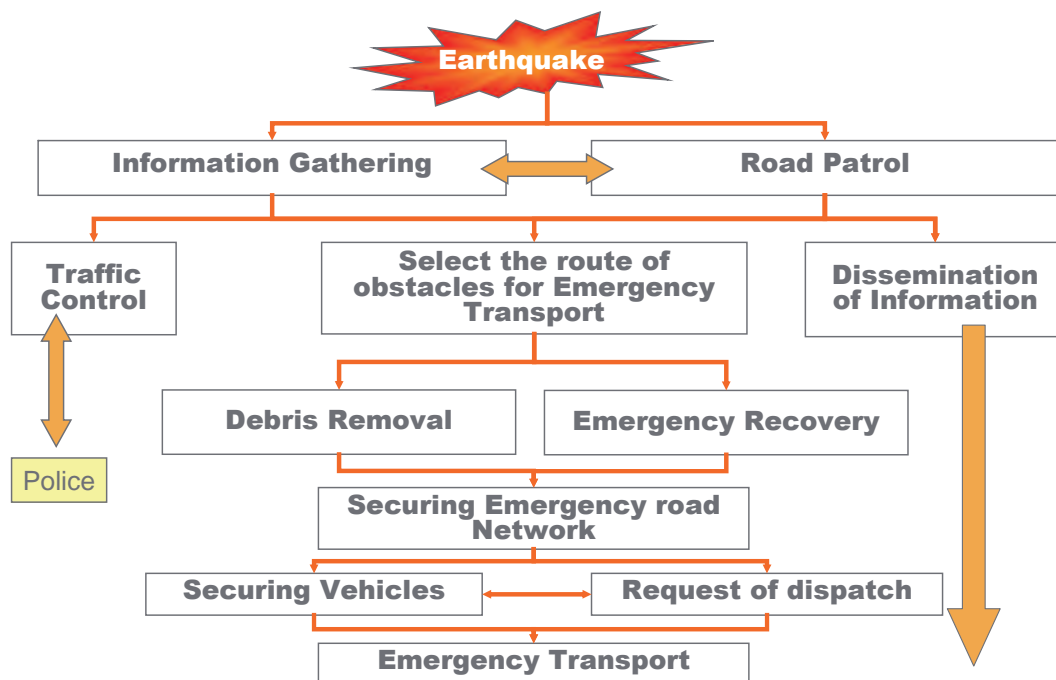 Earthquake
Information Gathering
Road Patrol
Traffic
Control
Select the route of
obstacles for Emergency
Transport
Dissemination
of Information
Debris Removal
Emergency Recovery
Police
Securing Emergency road
Network
Securing Vehicles
Request of dispatch
Emergency Transport